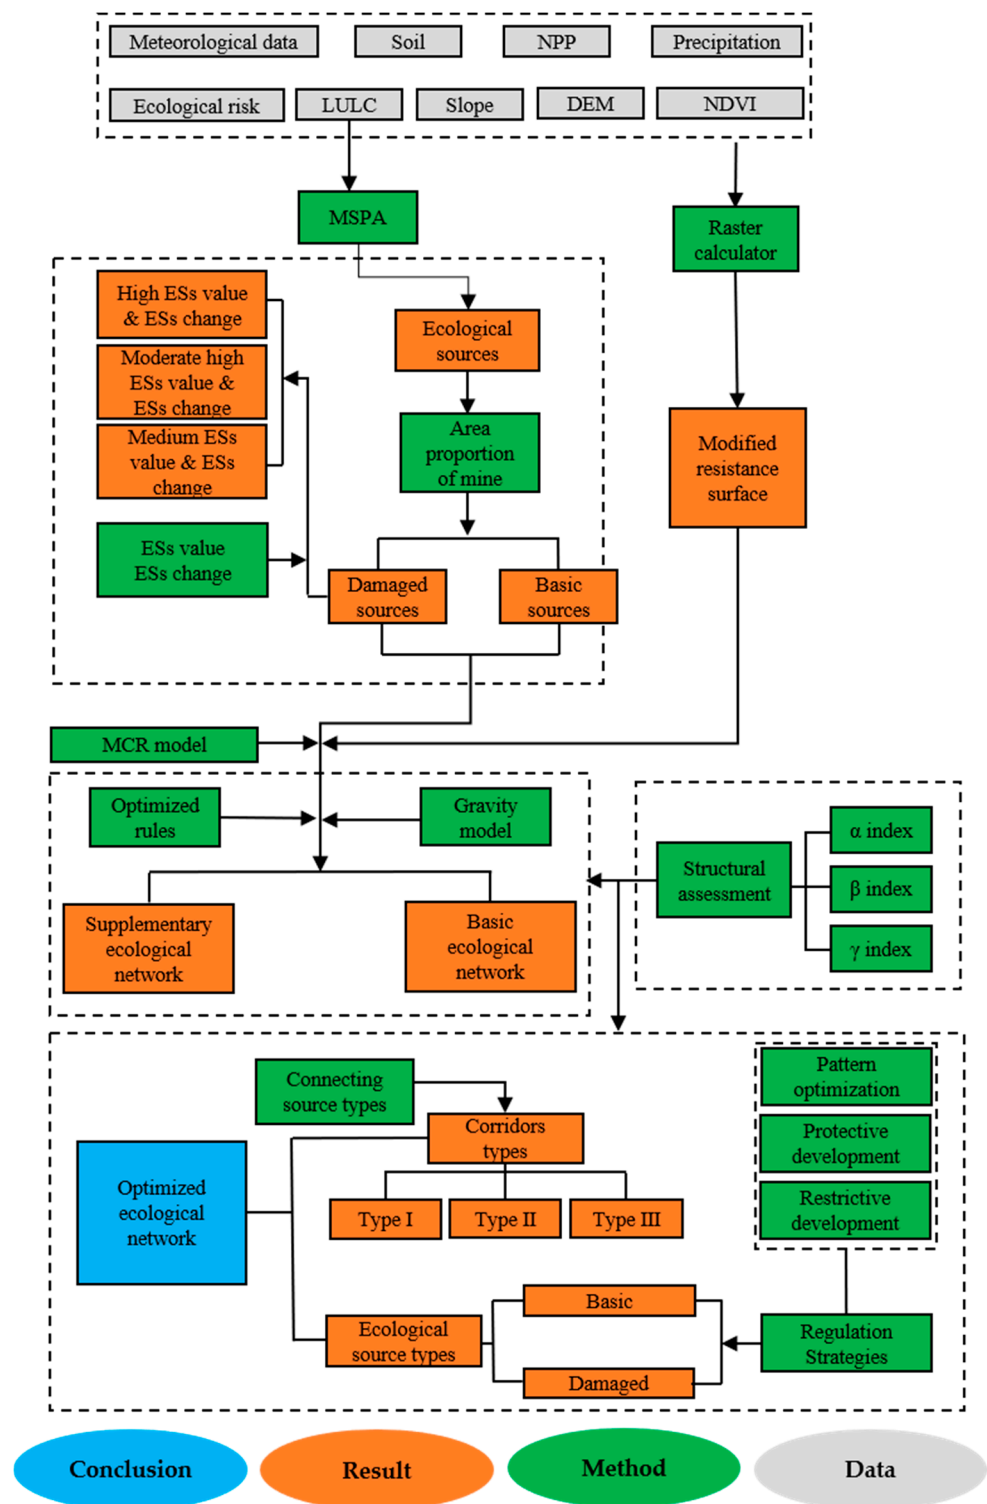 Meteorological data
Soil
NPP
Precipitation
Ecological risk
LULC
Slope
DEM
NDVI
MSPA
Raster
calculator
High ESs value
& ESs change
Moderate high
ESs value &
ESs change
Medium ESs
value & ESs
change
ESs value
ESs change
Ecological
sources
Area
proportion
of mine
Damaged
sources
Basic
sources
Modified
resistance
surface
MCR model
Optimized
rules
Gravity
model
Supplementary
ecological
network
Basic
ecological
network
Structural
assessment
α index
β index
γ index
Connecting
source types
Corridors
types
Type I
Type II
Type III
Optimized
ecological
network
Ecological
source types
Basic
Damaged
Pattern
optimization
Protective
development
Restrictive
development
Regulation
Strategies
Conclusion
Result
Method
Data